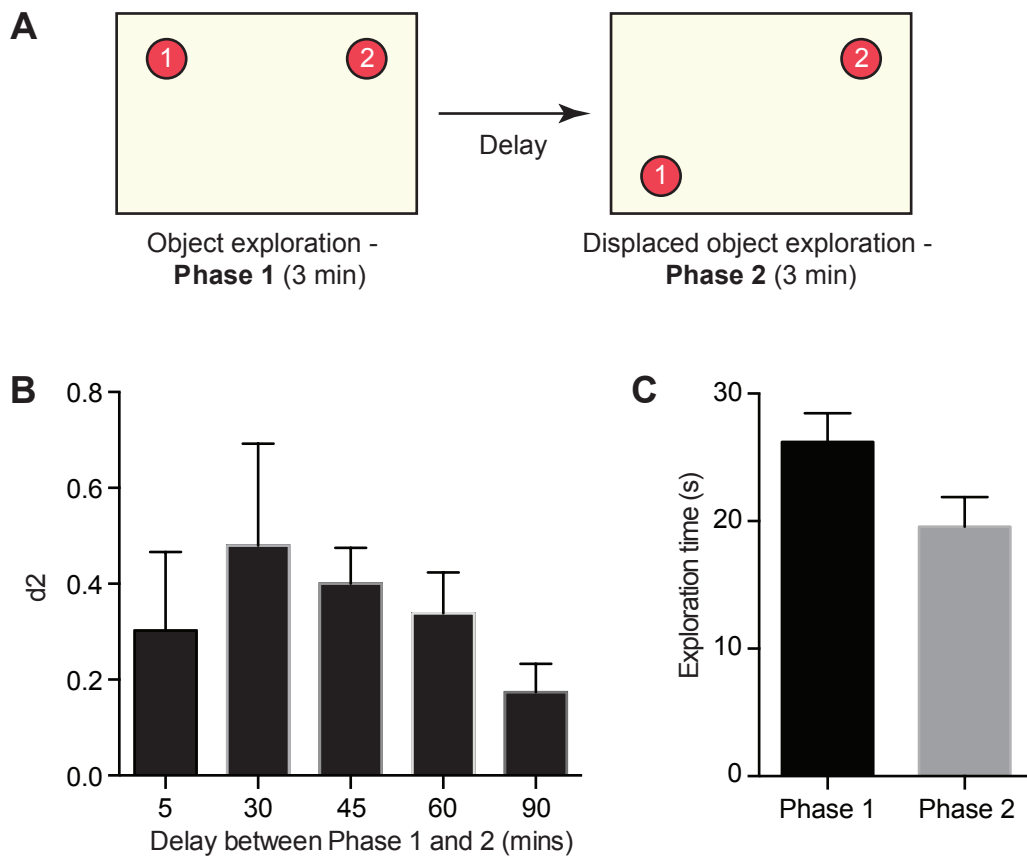 A
1
2
Delay
2
1
Object exploration -
Phase 1 (3 min)
Displaced object exploration -
Phase 2 (3 min)
B
0.8
0.6
0.4
0.2
0.0
d2
5 30 45 60 90
Delay between Phase 1 and 2 (mins)
C
30
20
10
0
Exploration time (s)
Phase 1 Phase 2